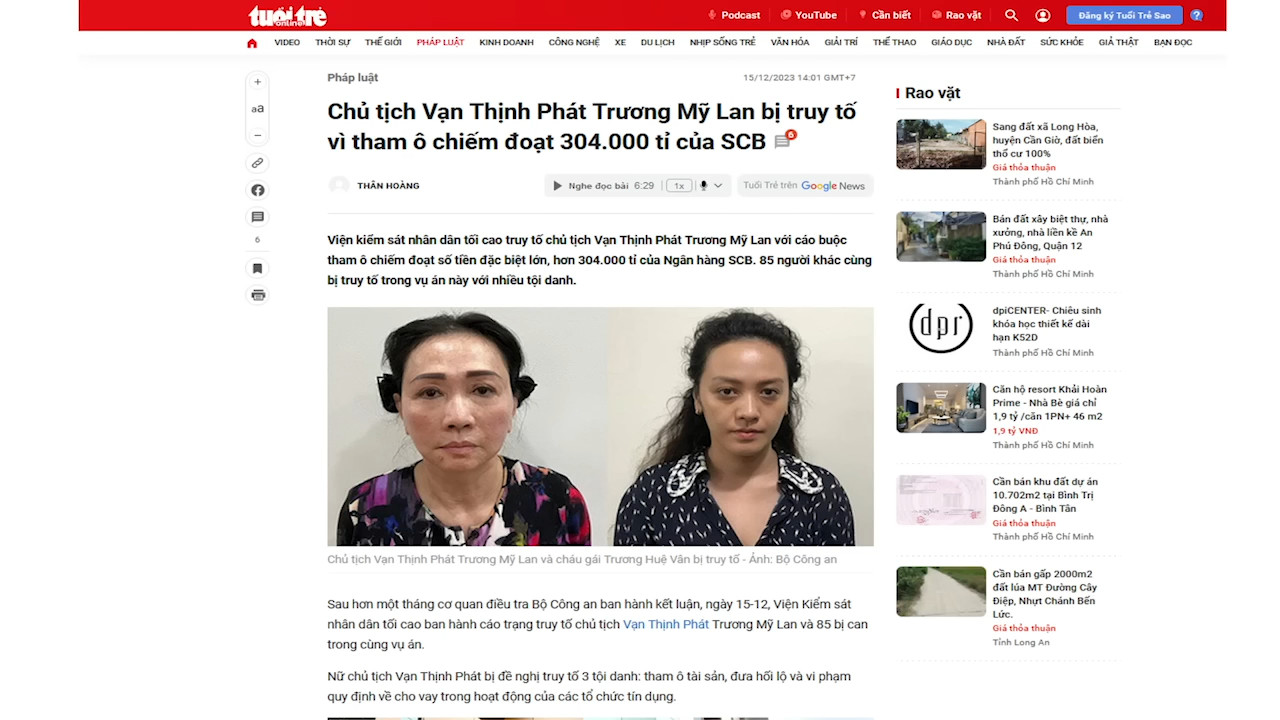 tuổi trẻ
online
Podcast
YouTube
Cần biết
Rao vặt
Đăng ký Tuổi Trẻ Sao
?
VIDEO THỜI SỰ THẾ GIỚI PHÁP LUẬT KINH DOANH CÔNG NGHỆ XE DU LỊCH NHỊP SỐNG TRẺ VĂN HÓA GIẢI TRÍ THỂ THAO GIÁO DỤC NHÀ ĐẤT SỨC KHỎE GIẢ THẬT BẠN ĐỌC
+
aa
−
6
Pháp luật
15/12/2023 14:01 GMT+7
Chủ tịch Vạn Thịnh Phát Trương Mỹ Lan bị truy tố
vì tham ô chiếm đoạt 304.000 tỉ của SCB
6
THÂN HOÀNG
Nghe đọc bài 6:29 1x
Tuổi Trẻ trên Google News
Viện kiểm sát nhân dân tối cao truy tố chủ tịch Vạn Thịnh Phát Trương Mỹ Lan với cáo buộc
tham ô chiếm đoạt số tiền đặc biệt lớn, hơn 304.000 tỉ của Ngân hàng SCB. 85 người khác cùng
bị truy tố trong vụ án này với nhiều tội danh.
Chủ tịch Vạn Thịnh Phát Trương Mỹ Lan và cháu gái Trương Huệ Vân bị truy tố - Ảnh: Bộ Công an
Sau hơn một tháng cơ quan điều tra Bộ Công an ban hành kết luận, ngày 15-12, Viện Kiểm sát
nhân dân tối cao ban hành cáo trạng truy tố chủ tịch Vạn Thịnh Phát Trương Mỹ Lan và 85 bị can
trong cùng vụ án.
Nữ chủ tịch Vạn Thịnh Phát bị đề nghị truy tố 3 tội danh: tham ô tài sản, đưa hối lộ và vi phạm
quy định về cho vay trong hoạt động của các tổ chức tín dụng.
Rao vặt
Sang đất xã Long Hòa,
huyện Cần Giờ, đất biển
thổ cư 100%
Giá thỏa thuận
Thành phố Hồ Chí Minh
Bán đất xây biệt thự, nhà
xưởng, nhà liền kề An
Phú Đông, Quận 12
Giá thỏa thuận
Thành phố Hồ Chí Minh
dpr
dpiCENTER- Chiêu sinh
khóa học thiết kế dài
hạn K52D
Thành phố Hồ Chí Minh
Căn hộ resort Khải Hoàn
Prime - Nhà Bè giá chỉ
1,9 tỷ /căn 1PN+ 46 m2
1,9 tỷ VNĐ
Thành phố Hồ Chí Minh
Cần bán khu đất dự án
10.702m2 tại Bình Trị
Đông A - Bình Tân
Giá thỏa thuận
Thành phố Hồ Chí Minh
Cần bán gấp 2000m2
đất lúa MT Đường Cây
Điệp, Nhựt Chánh Bến
Lức.
Giá thỏa thuận
Tỉnh Long An